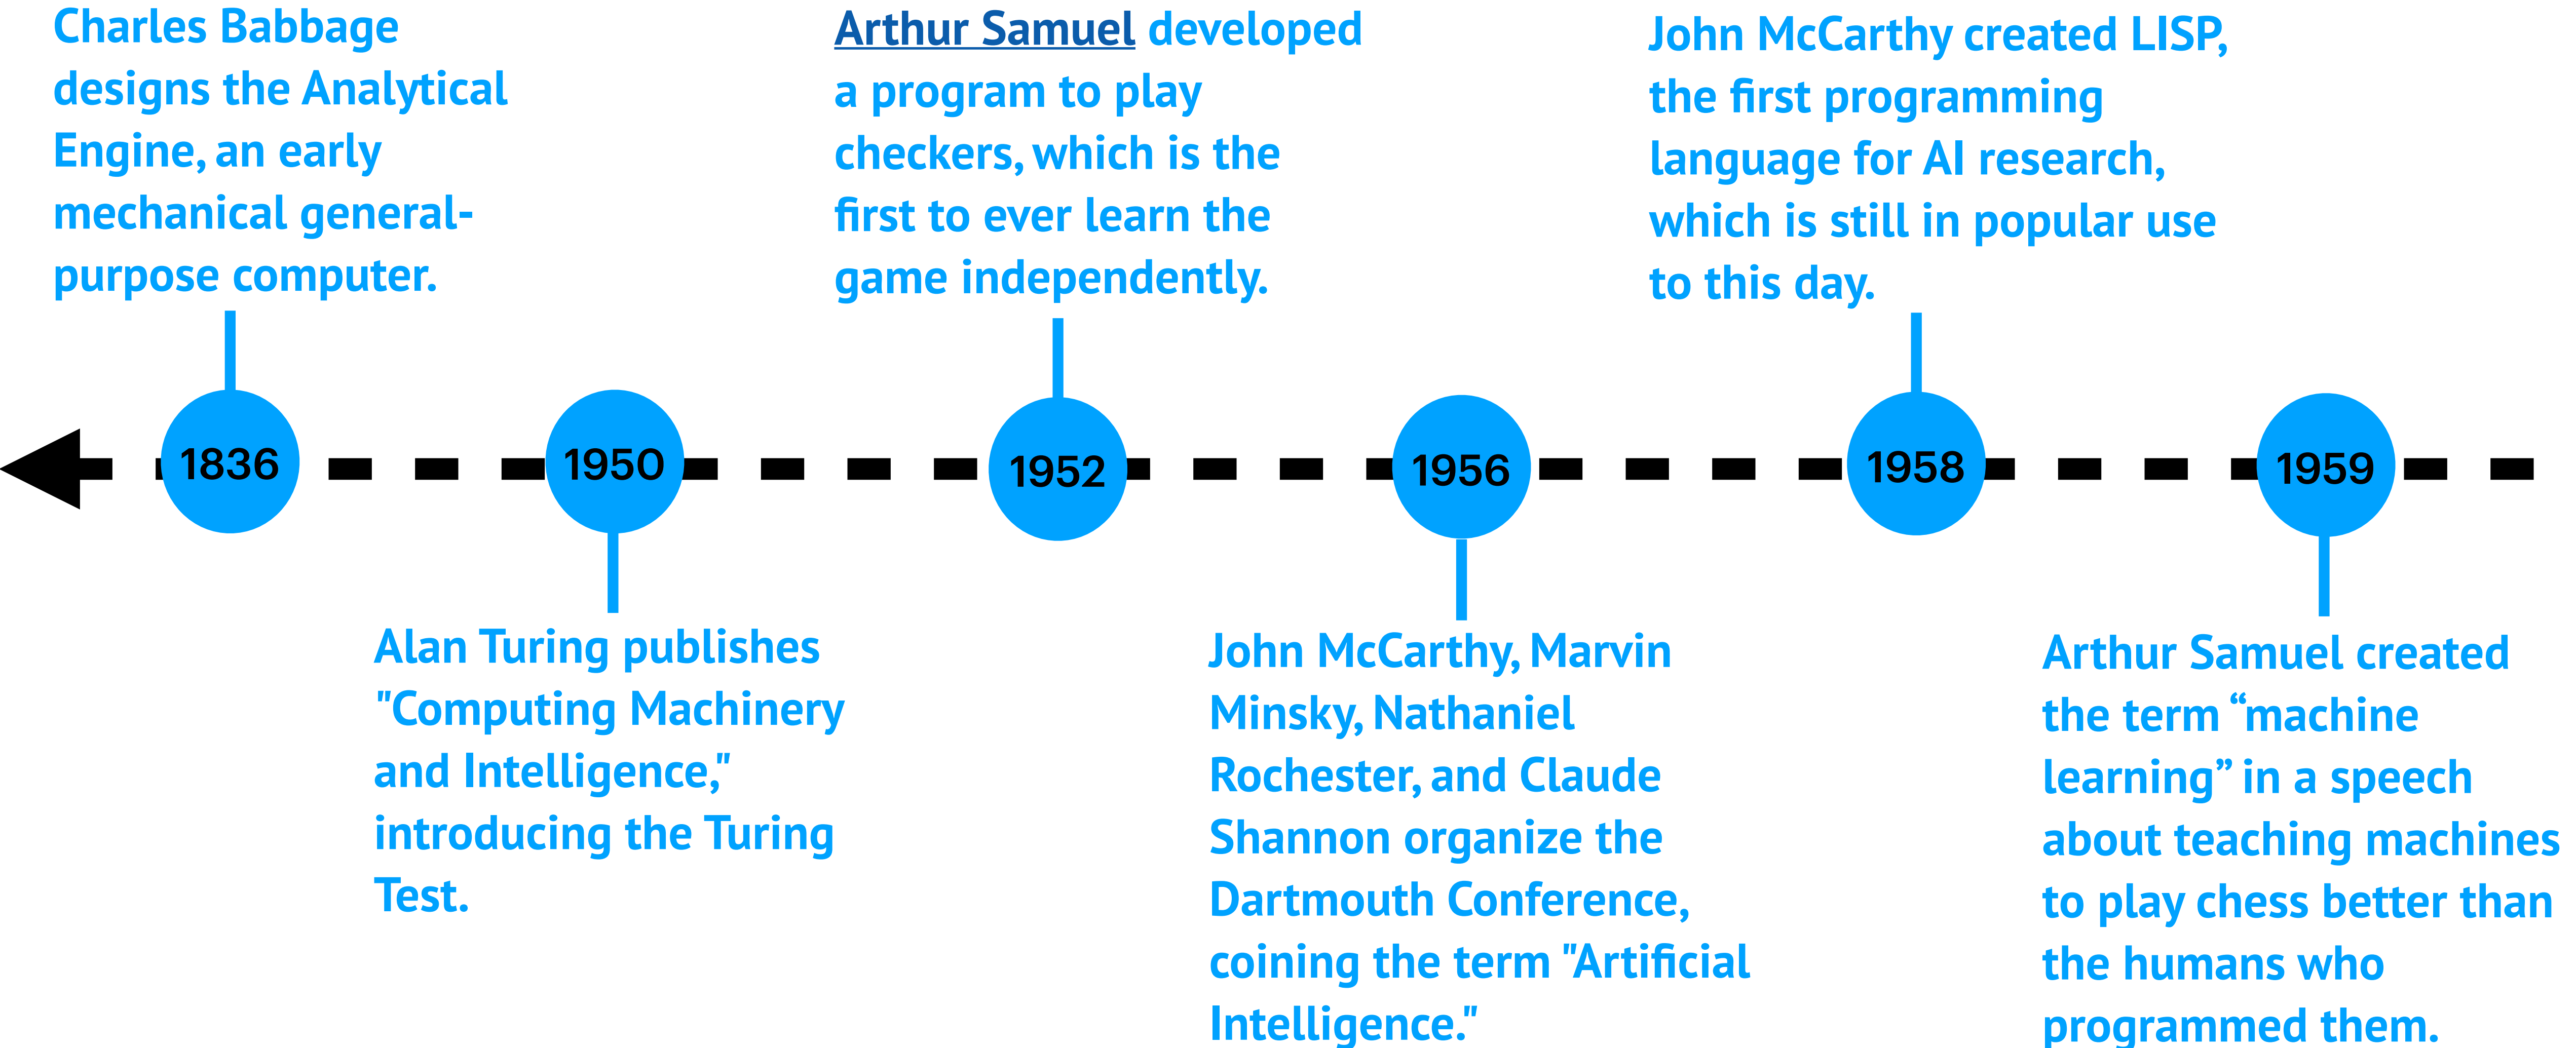 Charles Babbage
designs the Analytical
Engine, an early
mechanical general-
purpose computer.
Arthur Samuel developed
a program to play
checkers, which is the
first to ever learn the
game independently.
John McCarthy created LISP,
the first programming
language for AI research,
which is still in popular use
to this day.
1836
1950
1952
1956
1958
1959
Alan Turing publishes
"Computing Machinery
and Intelligence,"
introducing the Turing
Test.
John McCarthy, Marvin
Minsky, Nathaniel
Rochester, and Claude
Shannon organize the
Dartmouth Conference,
coining the term "Artificial
Intelligence."
Arthur Samuel created
the term “machine
learning” in a speech
about teaching machines
to play chess better than
the humans who
programmed them.